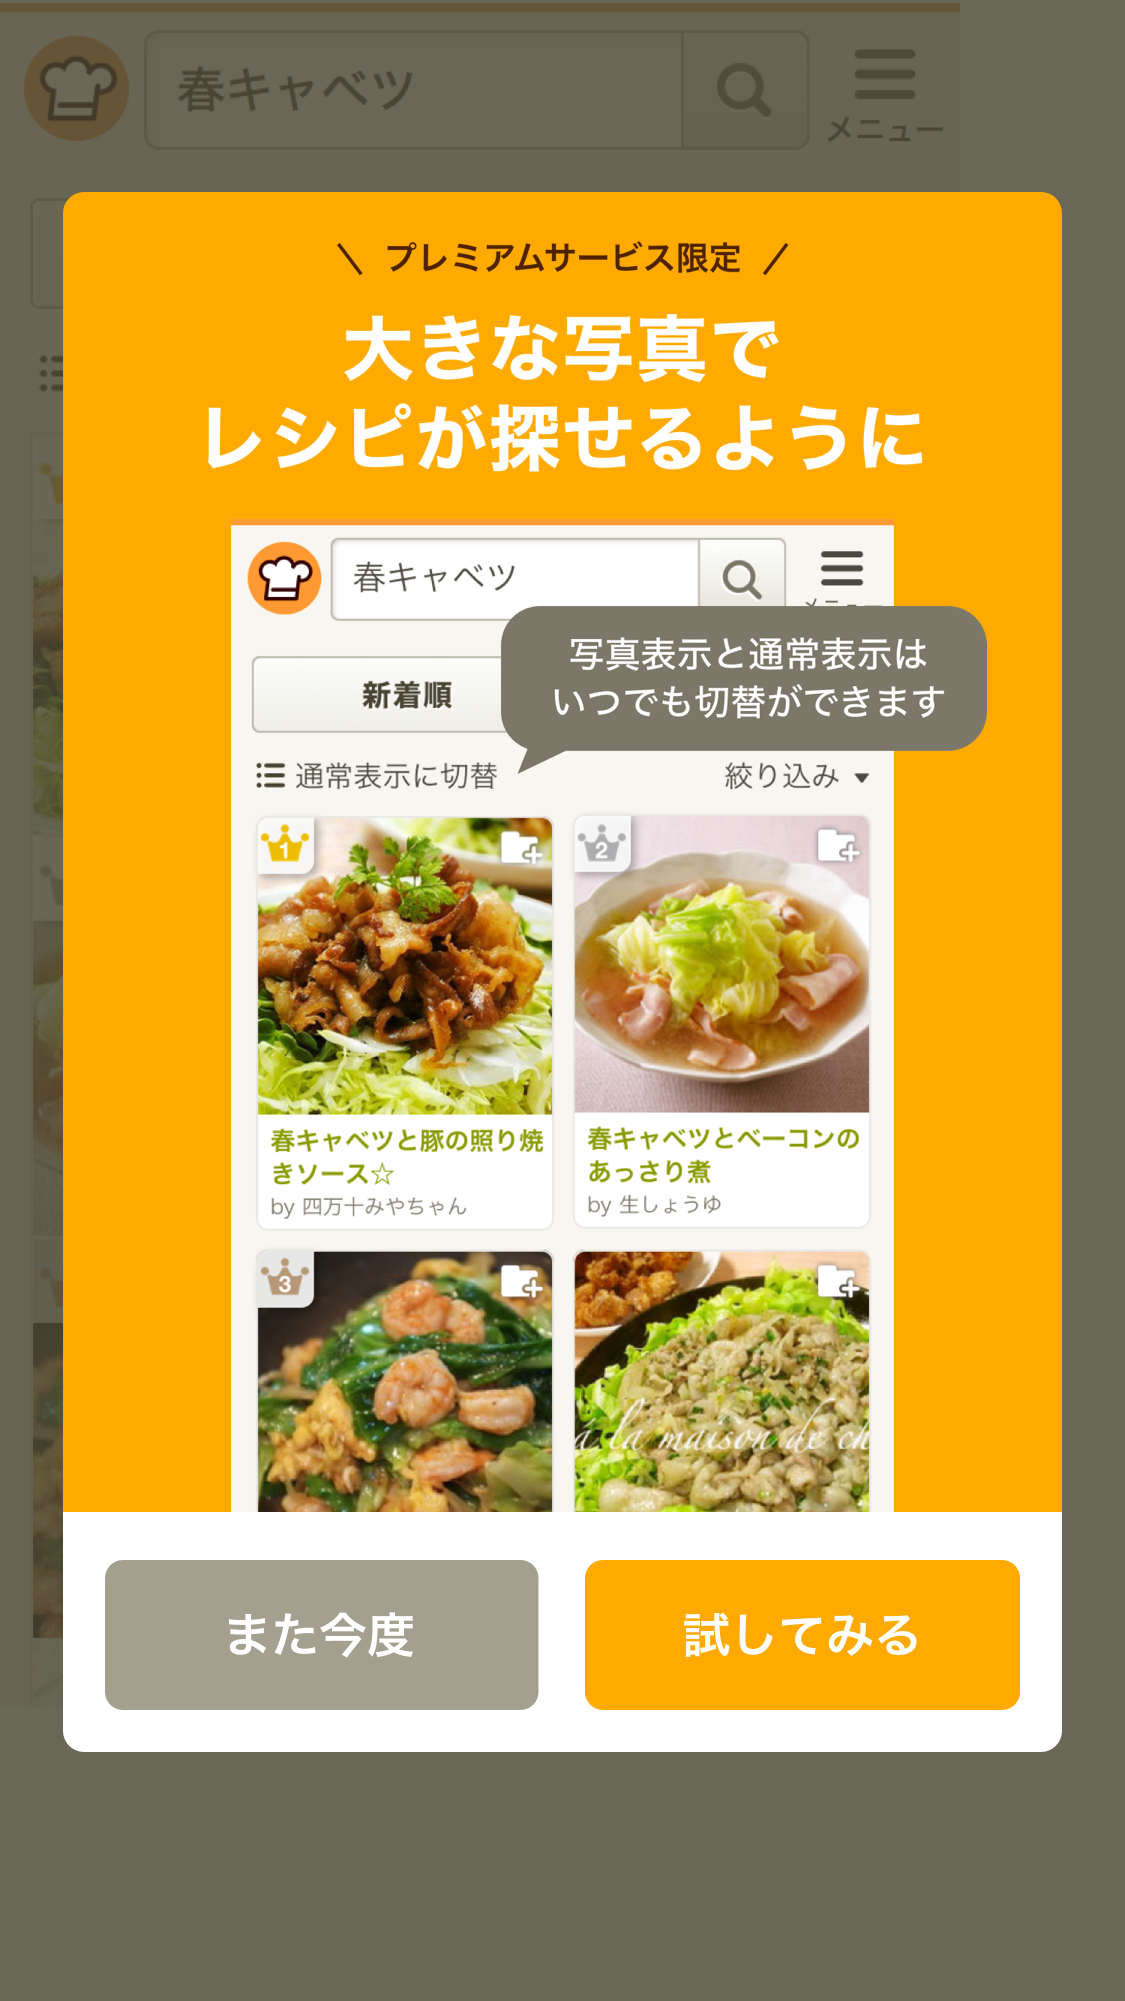 春キャベツ
メニュー
\ プレミアムサービス限定 /
大きな写真で
レシピが探せるように
春キャベツ
メニュー
写真表示と通常表示は
いつでも切替ができます
新着順
通常表示に切替
絞り込み ▼
1
2
春キャベツと豚の照り焼
きソース☆
by 四万十みやちゃん
春キャベツとベーコンの
あっさり煮
by 生しょうゆ
3
a la maison de ch
また今度
試してみる